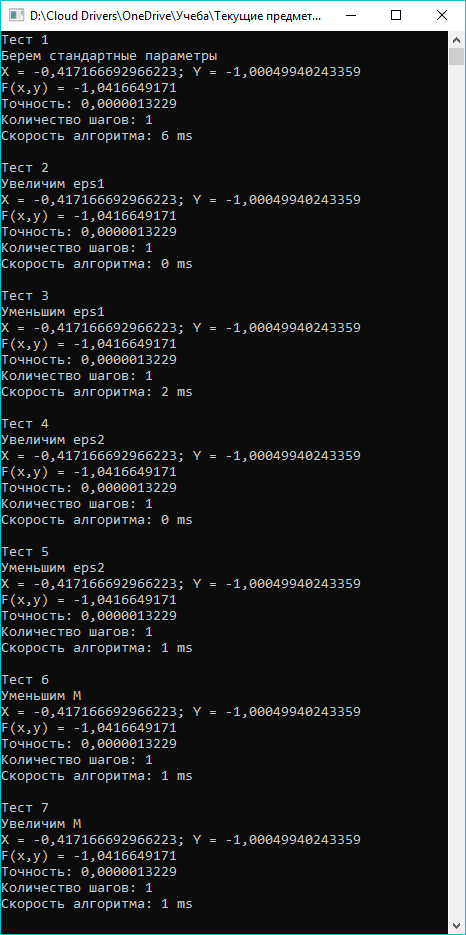 D:\Cloud Drivers\OneDrive\Учеба\Текущие предмет...
Тест 1
Берем стандартные параметры
X = -0,417166692966223; Y = -1,00049940243359
F(x,y) = -1,0416649171
Точность: 0,0000013229
Количество шагов: 1
Скорость алгоритма: 6 ms
Тест 2
Увеличим eps1
X = -0,417166692966223; Y = -1,00049940243359
F(x,y) = -1,0416649171
Точность: 0,0000013229
Количество шагов: 1
Скорость алгоритма: 0 ms
Тест 3
Уменьшим eps1
X = -0,417166692966223; Y = -1,00049940243359
F(x,y) = -1,0416649171
Точность: 0,0000013229
Количество шагов: 1
Скорость алгоритма: 2 ms
Тест 4
Увеличим eps2
X = -0,417166692966223; Y = -1,00049940243359
F(x,y) = -1,0416649171
Точность: 0,0000013229
Количество шагов: 1
Скорость алгоритма: 0 ms
Тест 5
Уменьшим eps2
X = -0,417166692966223; Y = -1,00049940243359
F(x,y) = -1,0416649171
Точность: 0,0000013229
Количество шагов: 1
Скорость алгоритма: 1 ms
Тест 6
Уменьшим M
X = -0,417166692966223; Y = -1,00049940243359
F(x,y) = -1,0416649171
Точность: 0,0000013229
Количество шагов: 1
Скорость алгоритма: 1 ms
Тест 7
Увеличим M
X = -0,417166692966223; Y = -1,00049940243359
F(x,y) = -1,0416649171
Точность: 0,0000013229
Количество шагов: 1
Скорость алгоритма: 1 ms